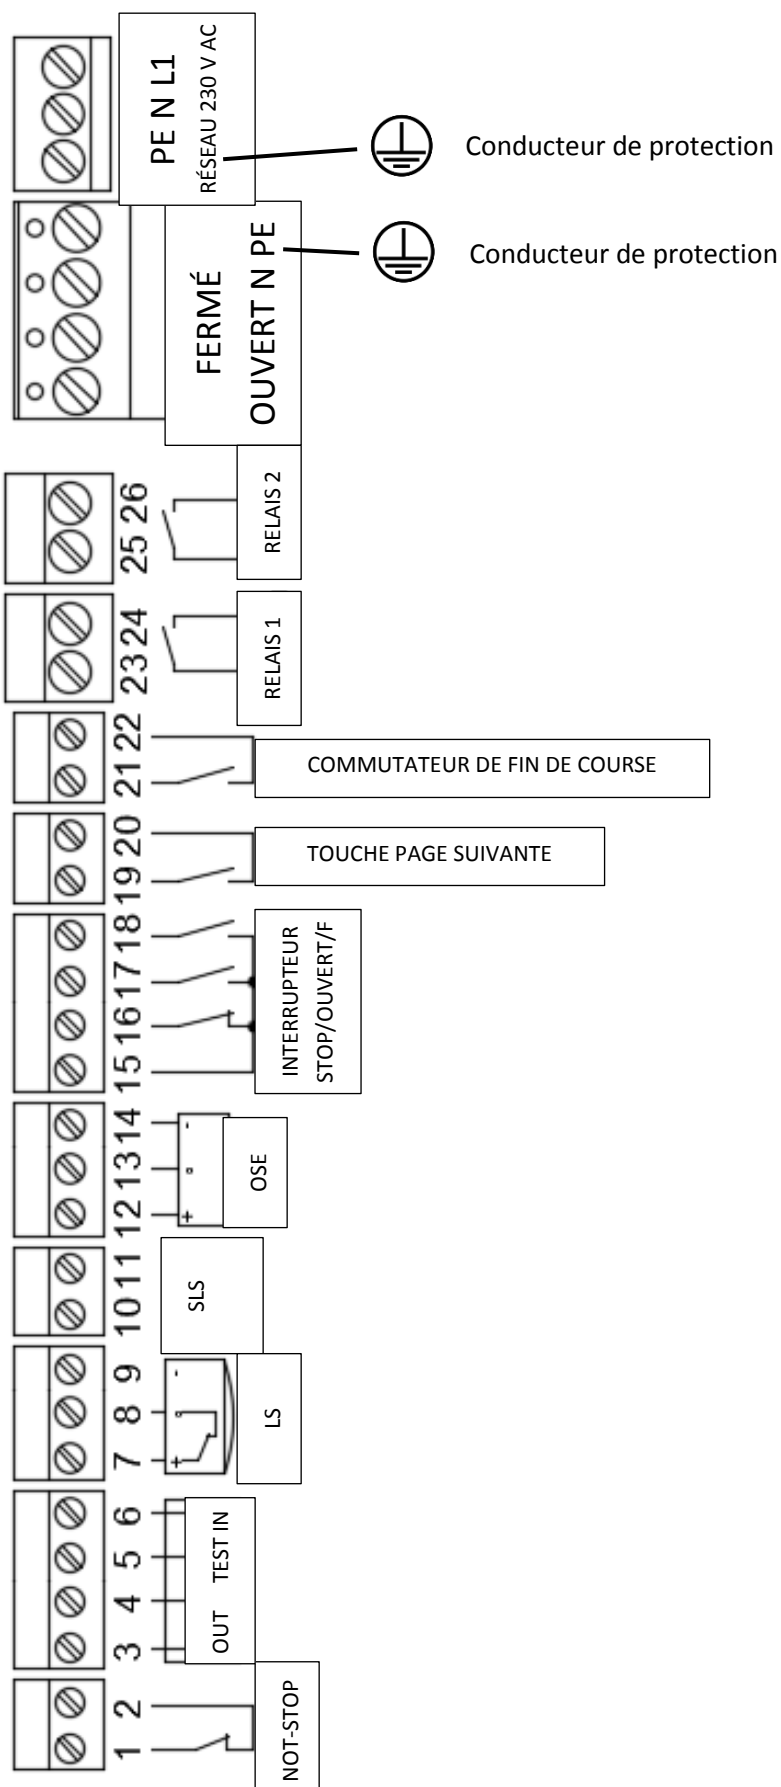 PE N L1
RÉSEAU 230 V AC
Conducteur de protection
FERMÉ
OUVERT N PE
Conducteur de protection
26
25
RELAIS 2
24
23
RELAIS 1
22
21
COMMUTATEUR DE FIN DE COURSE
20
19
TOUCHE PAGE SUIVANTE
18
17
16
15
INTERRUPTEUR
STOP/OUVERT/F
14
13
12
-
+
OSE
11
10
SLS
9
8
7
-
+
LS
6
5
4
3
OUT TEST IN
2
1
NOT-STOP